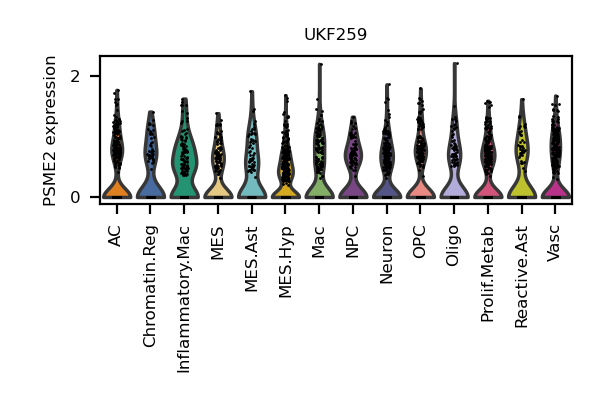 UKF259
PSME2 expression
2
0
AC
Chromatin.Reg
Inflammatory.Mac
MES
MES.Ast
MES.Hyp
Mac
NPC
Neuron
OPC
Oligo
Prolif.Metab
Reactive.Ast
Vasc